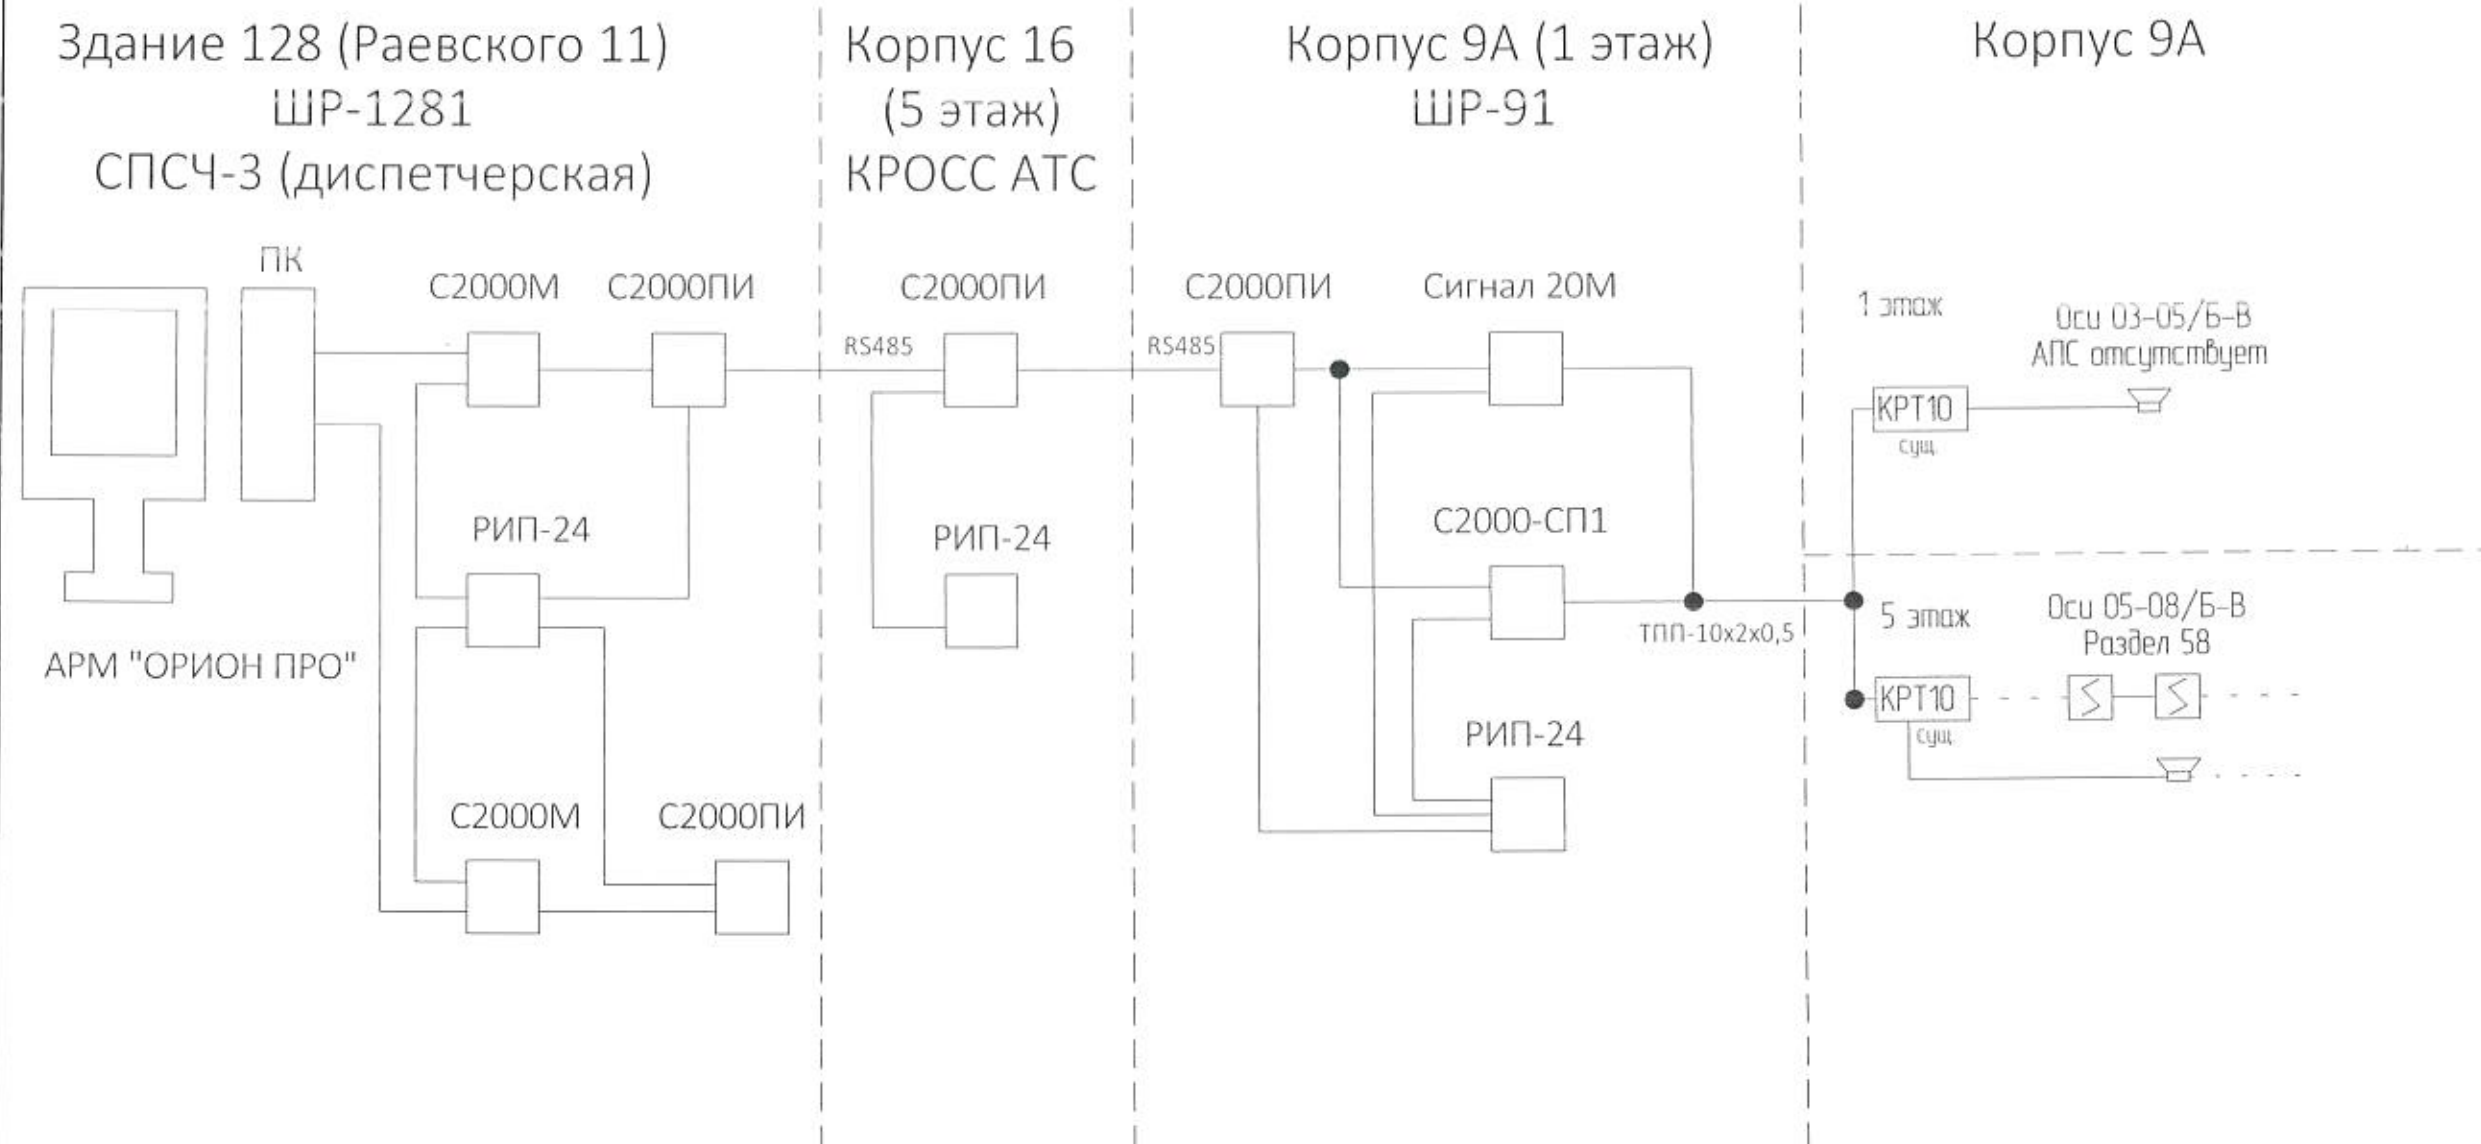 Здание 128 (Раевского 11)
ШР-1281
СПСЧ-3 (диспетчерская)
Корпус 16
(5 этаж)
КРОСС АТС
Корпус 9А (1 этаж)
ШР-91
Корпус 9А
ПК
С2000М
С2000ПИ
РИП-24
АРМ "ОРИОН ПРО"
С2000М
С2000ПИ
RS485
С2000ПИ
РИП-24
RS485
С2000ПИ
Сигнал 20М
С2000-СП1
ТПП-10х2х0,5
РИП-24
1 этаж
Оси 03-05/Б-В
АПС отсутствует
КРТ10
сущ.
5 этаж
Оси 05-08/Б-В
Раздел 58
КРТ10
сущ.